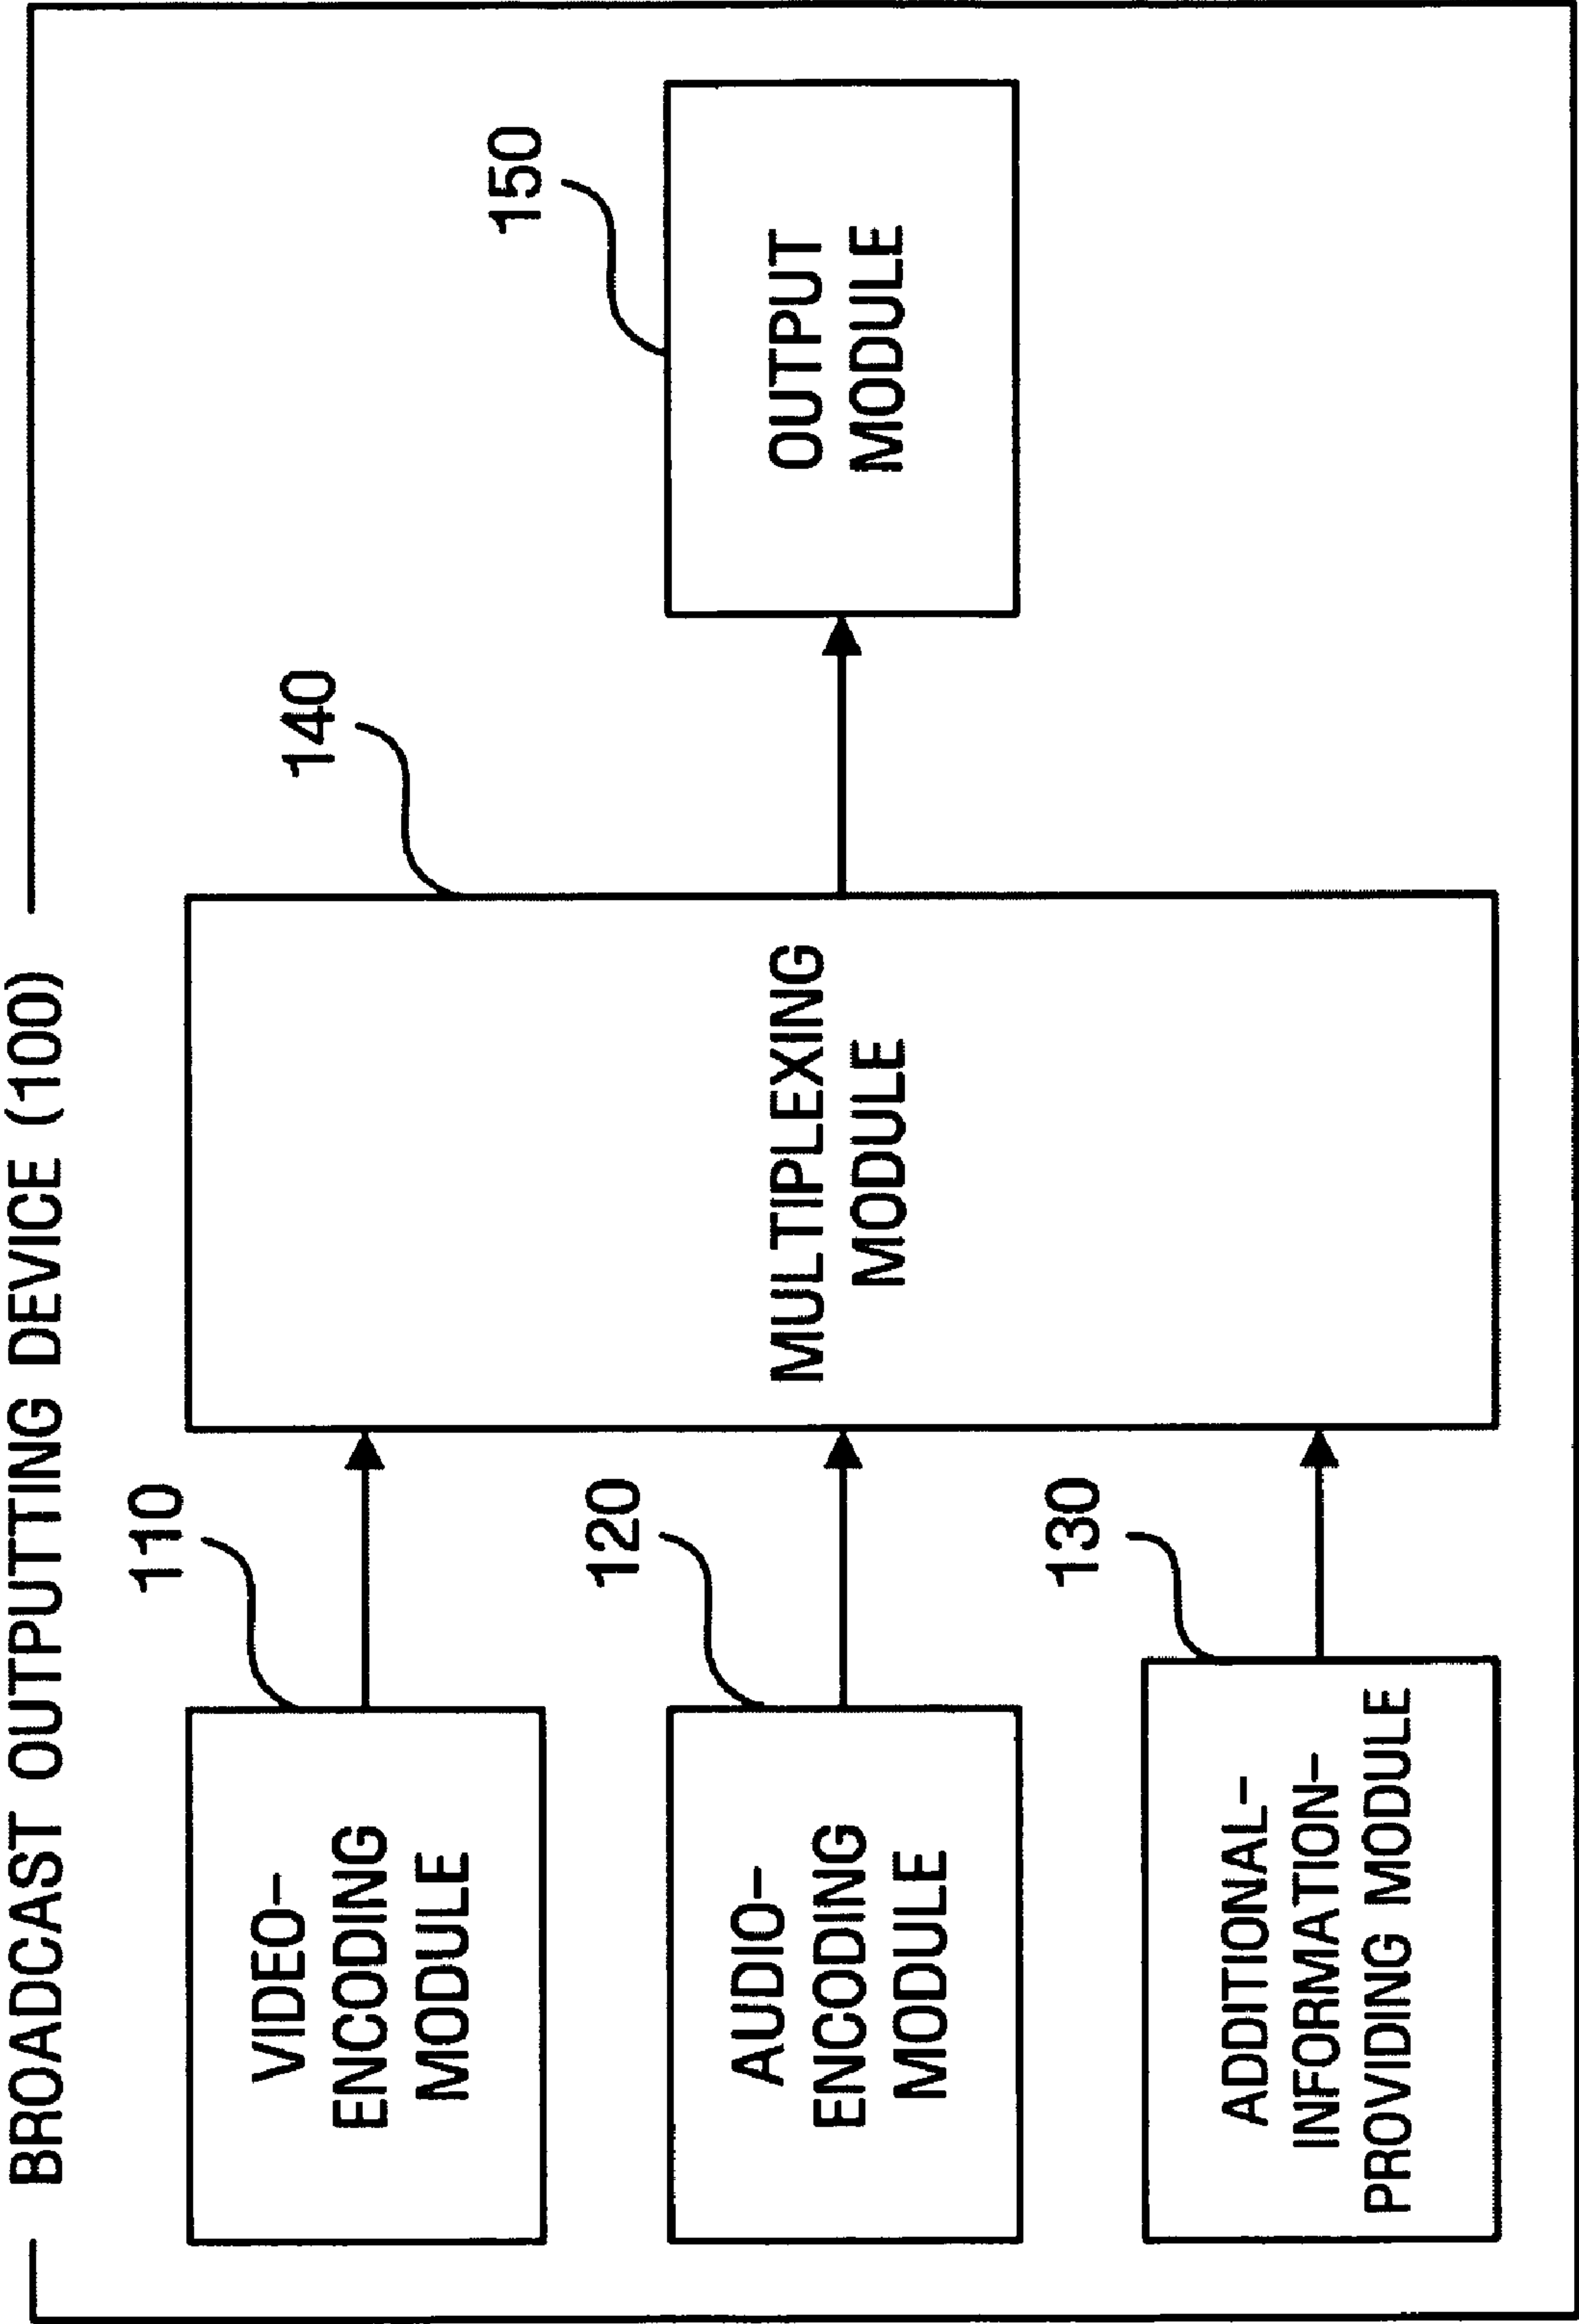 BROADCAST OUTPUTTING DEVICE (100)
110
VIDEO–
ENCODING
MODULE
120
AUDIO–
ENCODING
MODULE
130
ADDITIONAL–
INFORMATION–
PROVIDING MODULE
140
MULTIPLEXING
MODULE
150
OUTPUT
MODULE